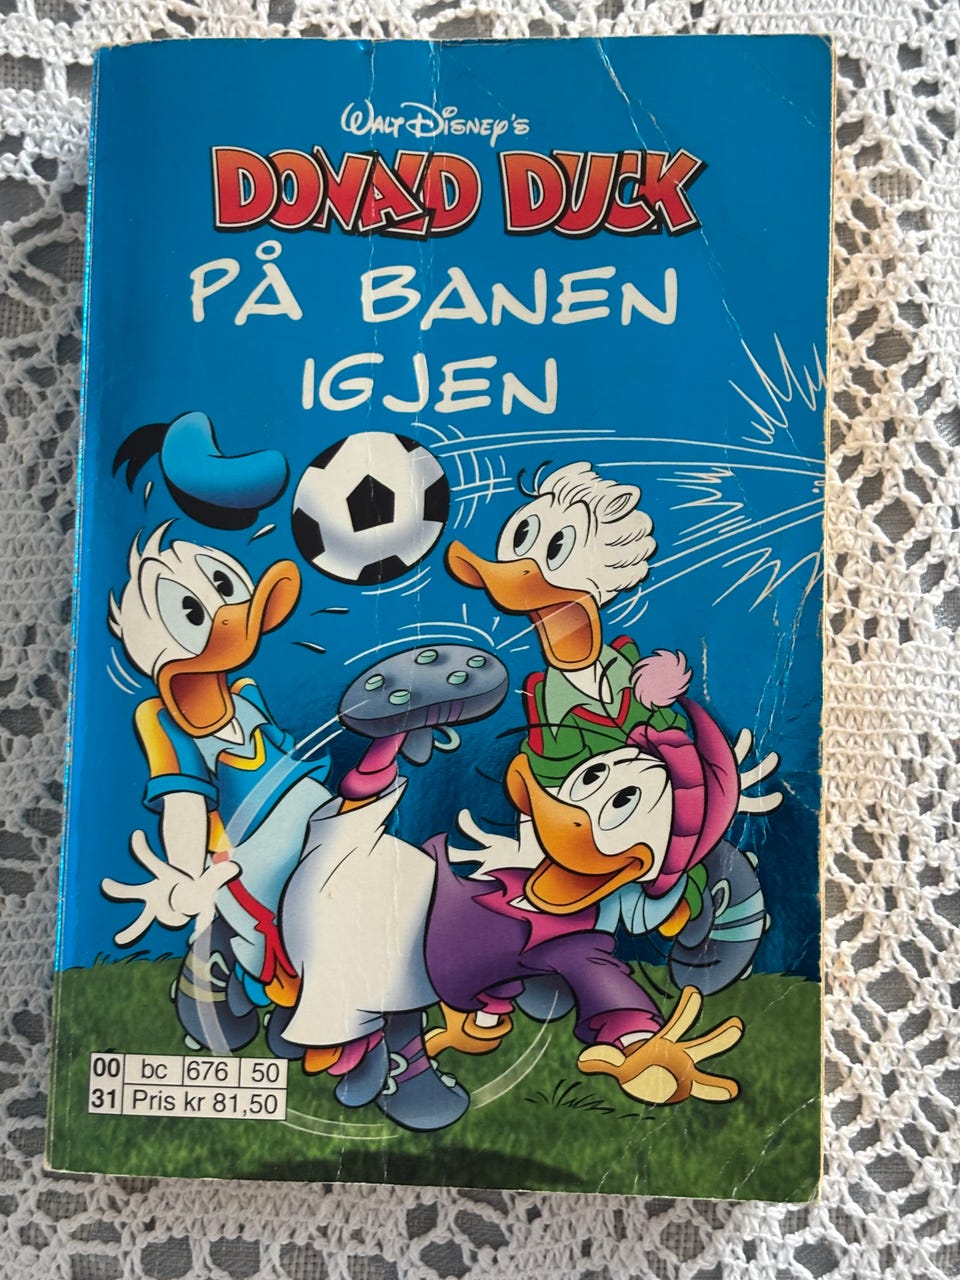 Walt Disney's
DONALD DUCK
PÅ BANEN
IGJEN
00 bc 676 50
31 Pris kr 81,50